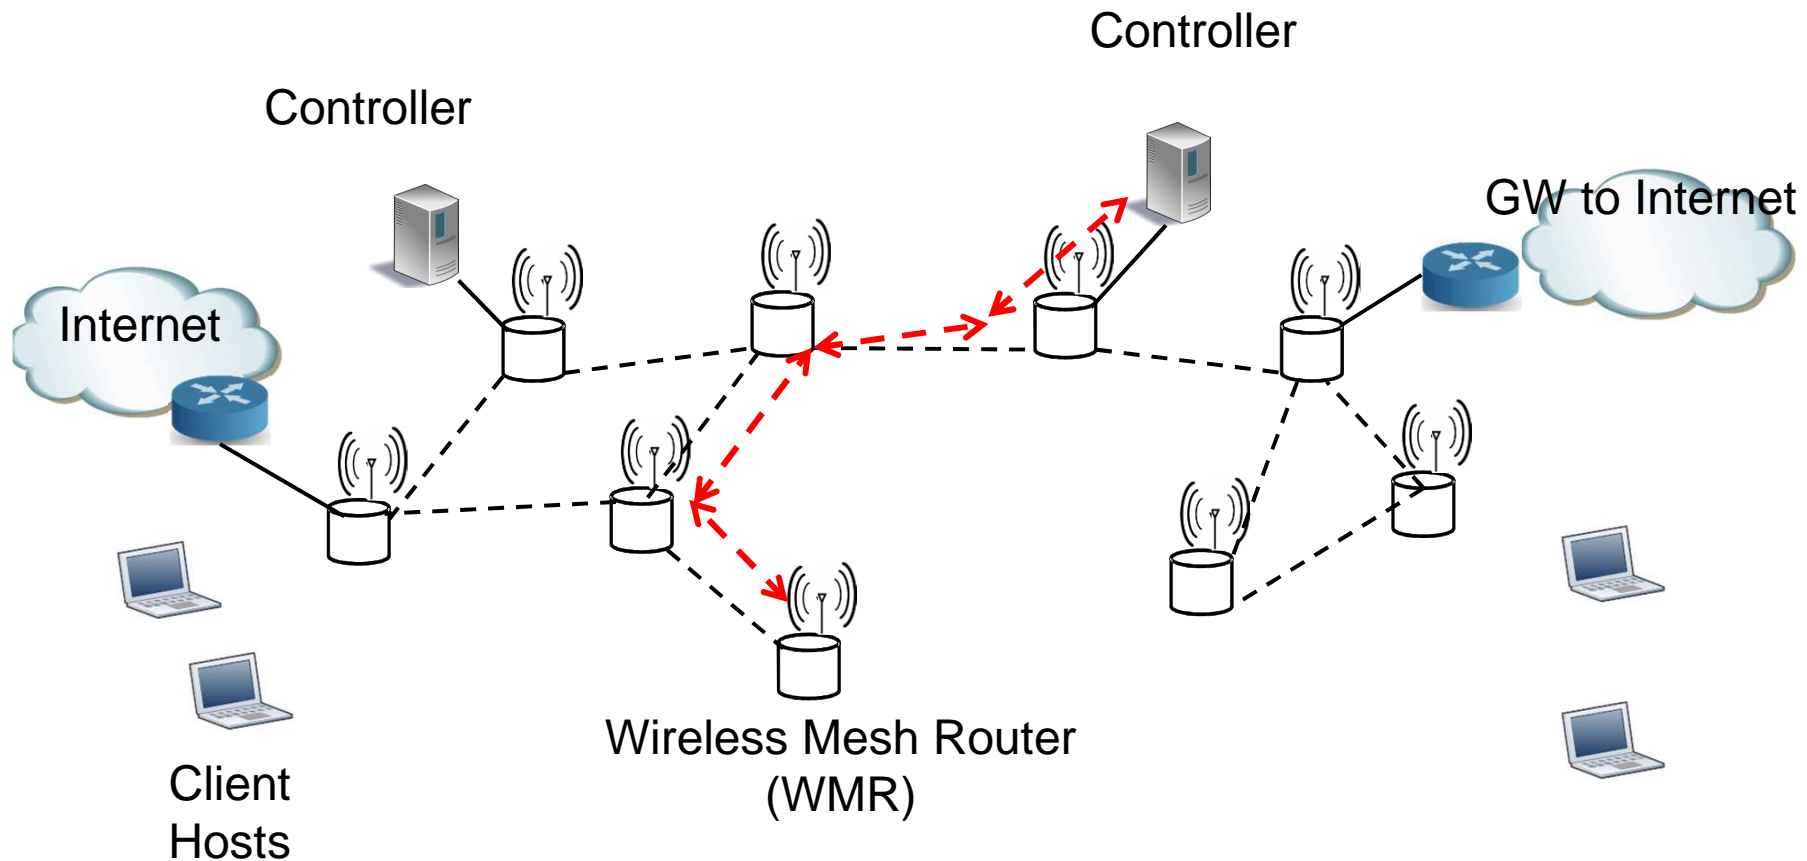 Controller
Controller
GW to Internet
Internet
Wireless Mesh Router
(WMR)
Client
Hosts